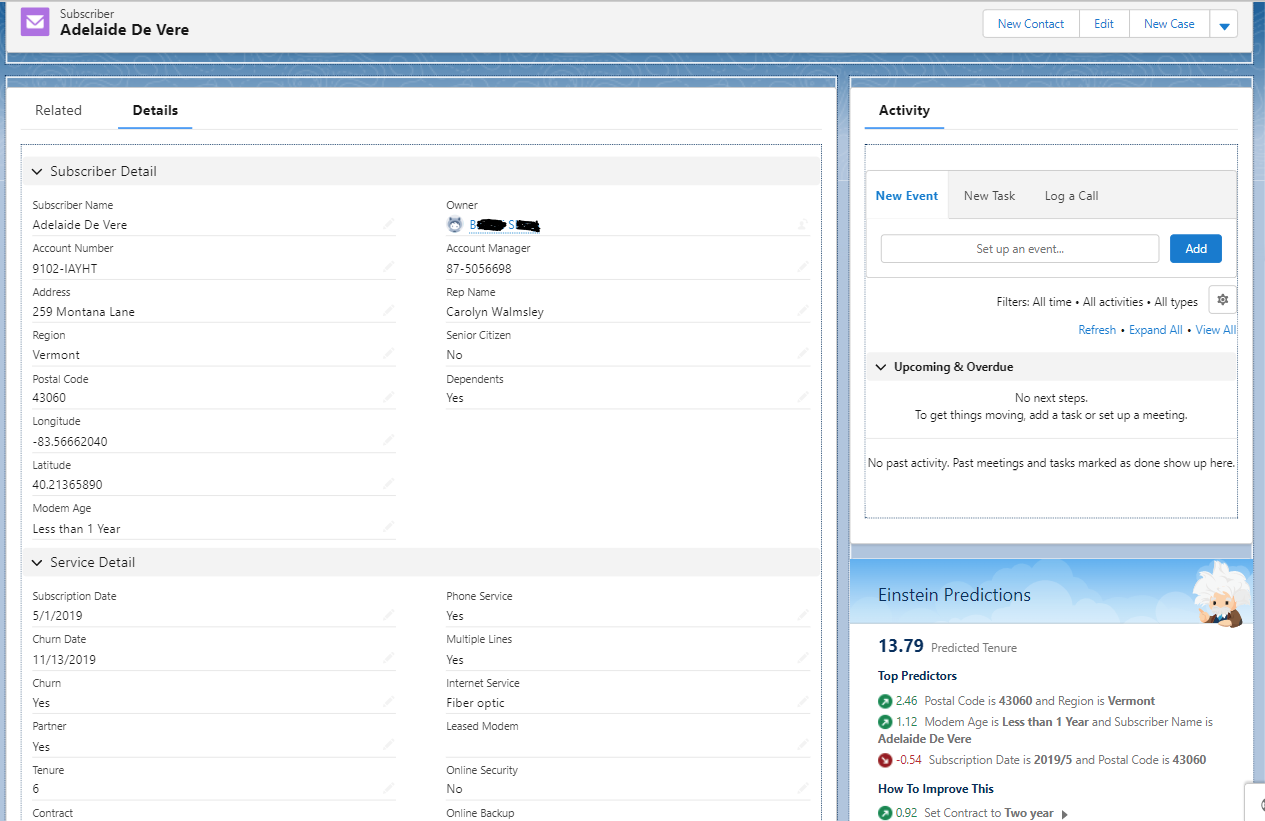 Subscriber
Adelaide De Vere
New Contact
Edit
New Case
Related
Details
Subscriber Detail
Subscriber Name
Adelaide De Vere
Account Number
9102-IAYHT
Address
259 Montana Lane
Region
Vermont
Postal Code
43060
Longitude
-83.56662040
Latitude
40.21365890
Modem Age
Less than 1 Year
Owner
Account Manager
87-5056698
Rep Name
Carolyn Walmsley
Senior Citizen
No
Dependents
Yes
Service Detail
Subscription Date
5/1/2019
Churn Date
11/13/2019
Churn
Yes
Partner
Yes
Tenure
6
Contract
Phone Service
Yes
Multiple Lines
Yes
Internet Service
Fiber optic
Leased Modem
Online Security
No
Online Backup
Activity
New Event
New Task
Log a Call
Set up an event...
Add
Filters: All time • All activities • All types
Refresh • Expand All • View All
Upcoming & Overdue
No next steps.
To get things moving, add a task or set up a meeting.
No past activity. Past meetings and tasks marked as done show up here.
Einstein Predictions
13.79 Predicted Tenure
Top Predictors
2.46 Postal Code is 43060 and Region is Vermont
1.12 Modem Age is Less than 1 Year and Subscriber Name is
Adelaide De Vere
-0.54 Subscription Date is 2019/5 and Postal Code is 43060
How To Improve This
0.92 Set Contract to Two year